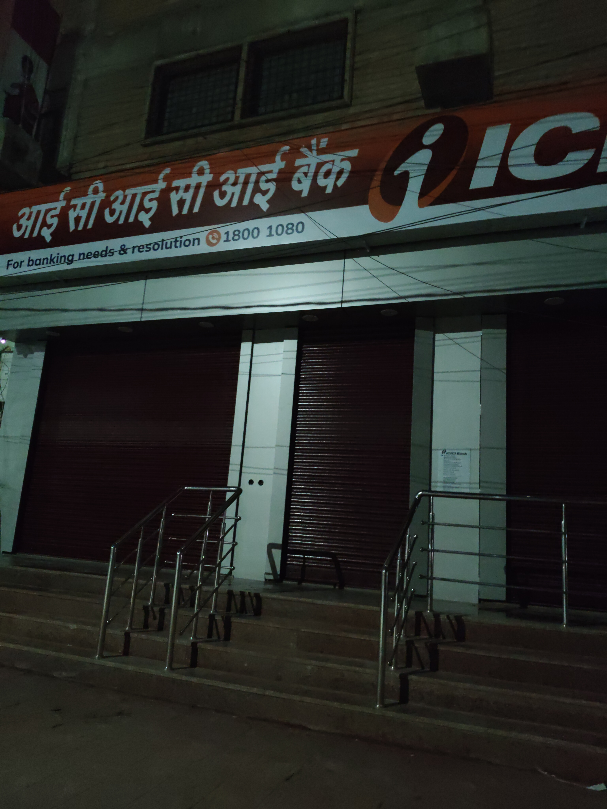 आई सी आई सी आई बैंक
ICI
For banking needs & resolution 1800 1080